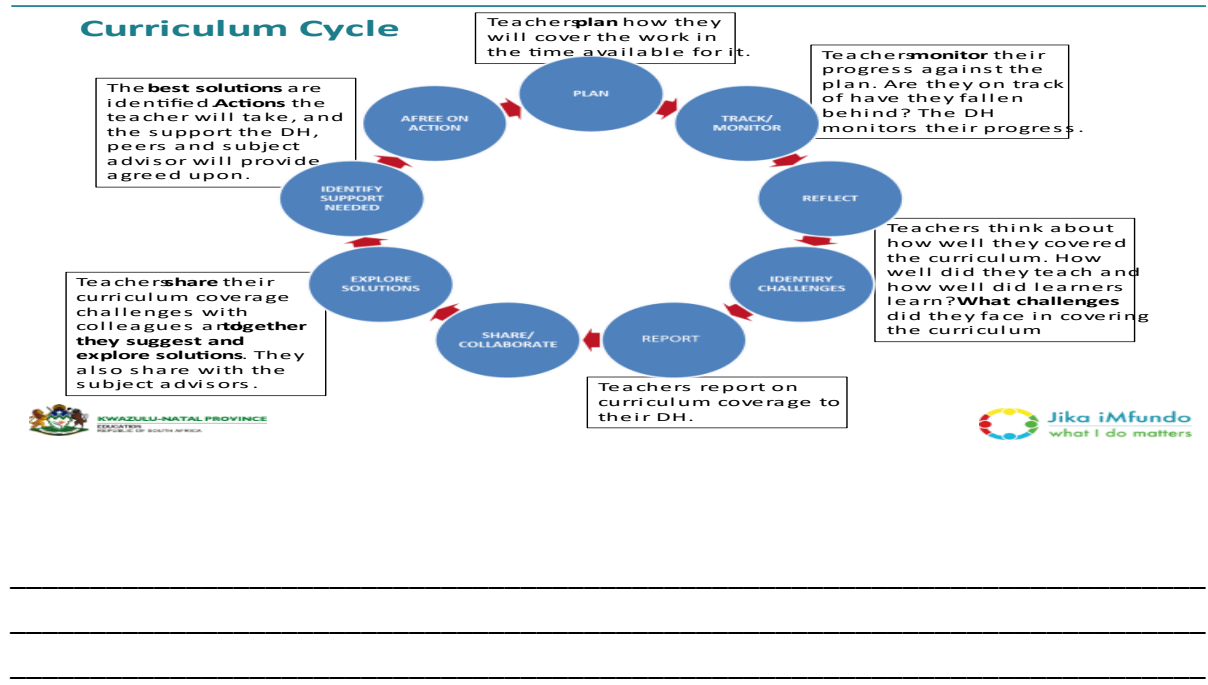 Curriculum Cycle
Teachers plan how they
will cover the work in
the time available for it.
PLAN
Teachers monitor their
progress against the
plan. Are they on track
of have they fallen
behind? The DH
monitors their progress.
TRACK/
MONITOR
REFLECT
Teachers think about
how well they covered
the curriculum. How
well did they teach and
how well did learners
learn? What challenges
did they face in covering
the curriculum
IDENTIRY
CHALLENGES
REPORT
Teachers report on
curriculum coverage to
their DH.
SHARE/
COLLABORATE
EXPLORE
SOLUTIONS
Teachers share their
curriculum coverage
challenges with
colleagues and together
they suggest and
explore solutions. They
also share with the
subject advisors.
IDENTIFY
SUPPORT
NEEDED
AFREE ON
ACTION
The best solutions are
identified Actions the
teacher will take, and
the support the DH,
peers and subject
advisor will provide
agreed upon.
KWAZULU-NATAL PROVINCE
EDUCATION
REPUBLIC OF SOUTH AFRICA
Jika iMfundo
what I do matters